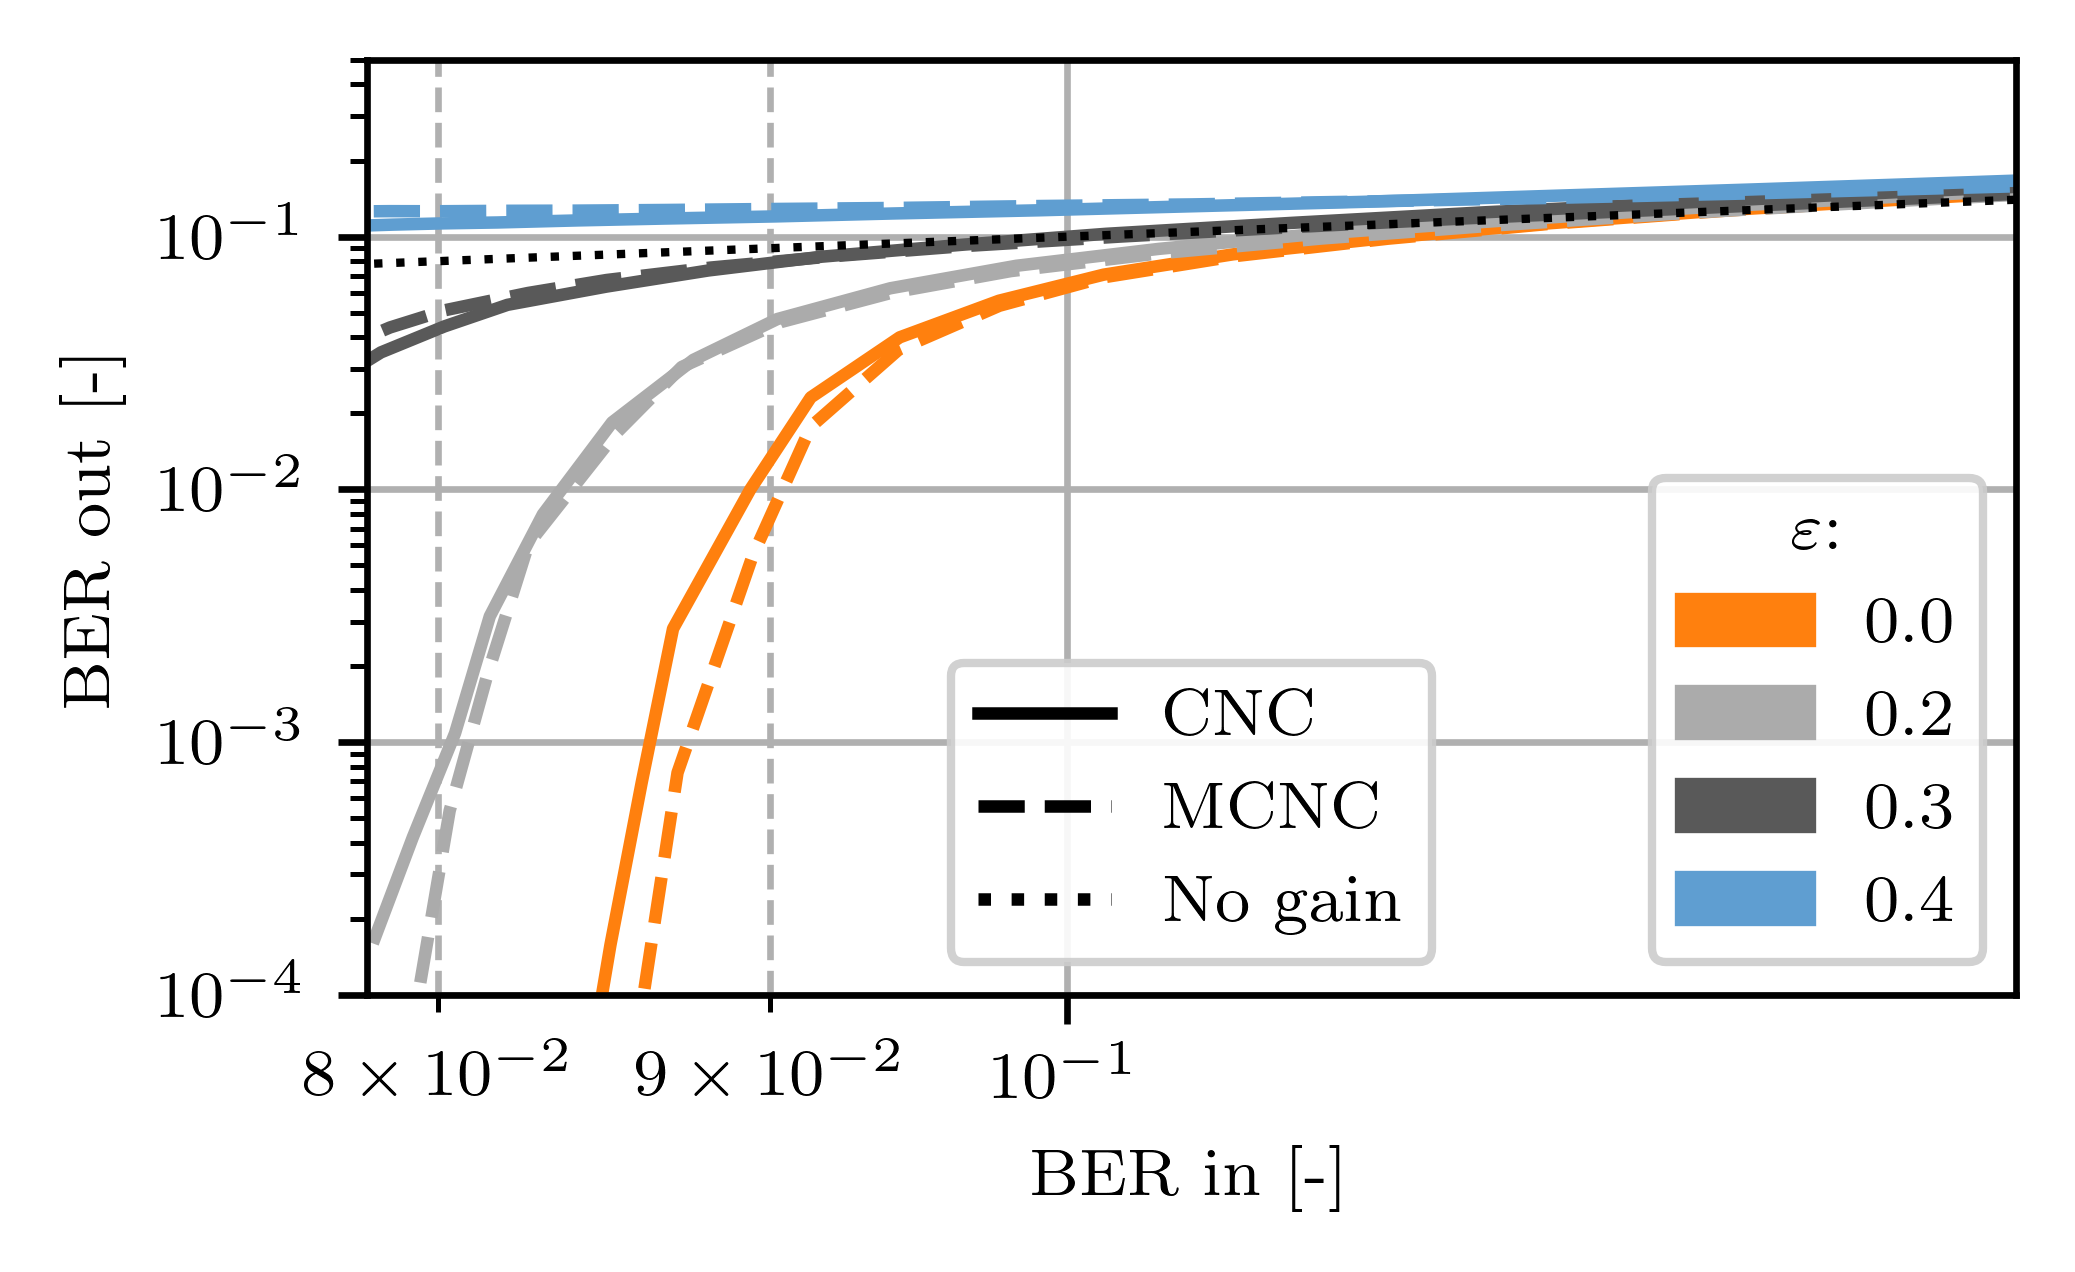 BER out [-]
10⁻¹
10⁻²
10⁻³
10⁻⁴
8 × 10⁻²
9 × 10⁻²
10⁻¹
BER in [-]
CNC
MCNC
No gain
ε:
0.0
0.2
0.3
0.4